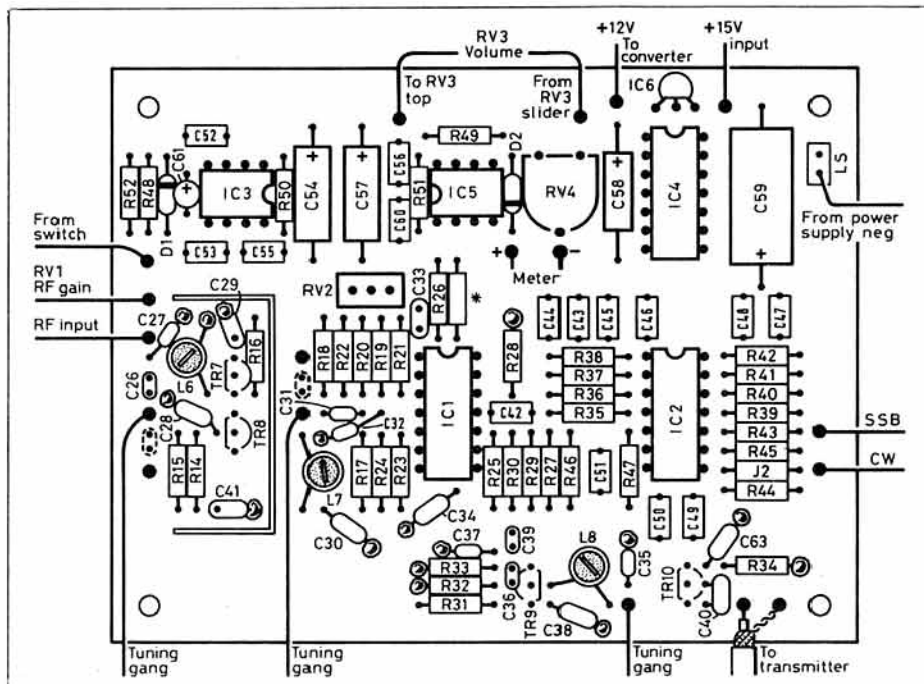 RV3
Volume
+12V
To
converter
+15V
input
To RV3
top
From
RV3
slider
IC6
C52
C61
R52
R48
D1
IC3
R50
C54
C57
C56
C60
R49
R51
IC5
D2
RV4
C58
IC4
C59
LS
From power
supply neg
C53
C55
+
-
Meter
From
switch
RV1
RF gain
RF input
C27
C29
C26
L6
TR7
R16
C28
TR8
R15
R14
C41
RV2
C33
R26
*
R18
R22
R20
R19
R21
C31
C32
IC1
L7
R17
R24
R23
C30
C34
R28
C42
R25
R30
R29
R27
R46
C44
C43
C45
C46
R38
R37
R36
R35
C51
R47
IC2
C48
C47
R42
R41
R40
R39
R43
R45
J2
R44
SSB
CW
C50
C49
C37
C39
R33
R32
R31
C36
TR9
L8
C38
C35
TR10
C40
C63
R34
Tuning
gang
Tuning
gang
Tuning
gang
To
transmitter